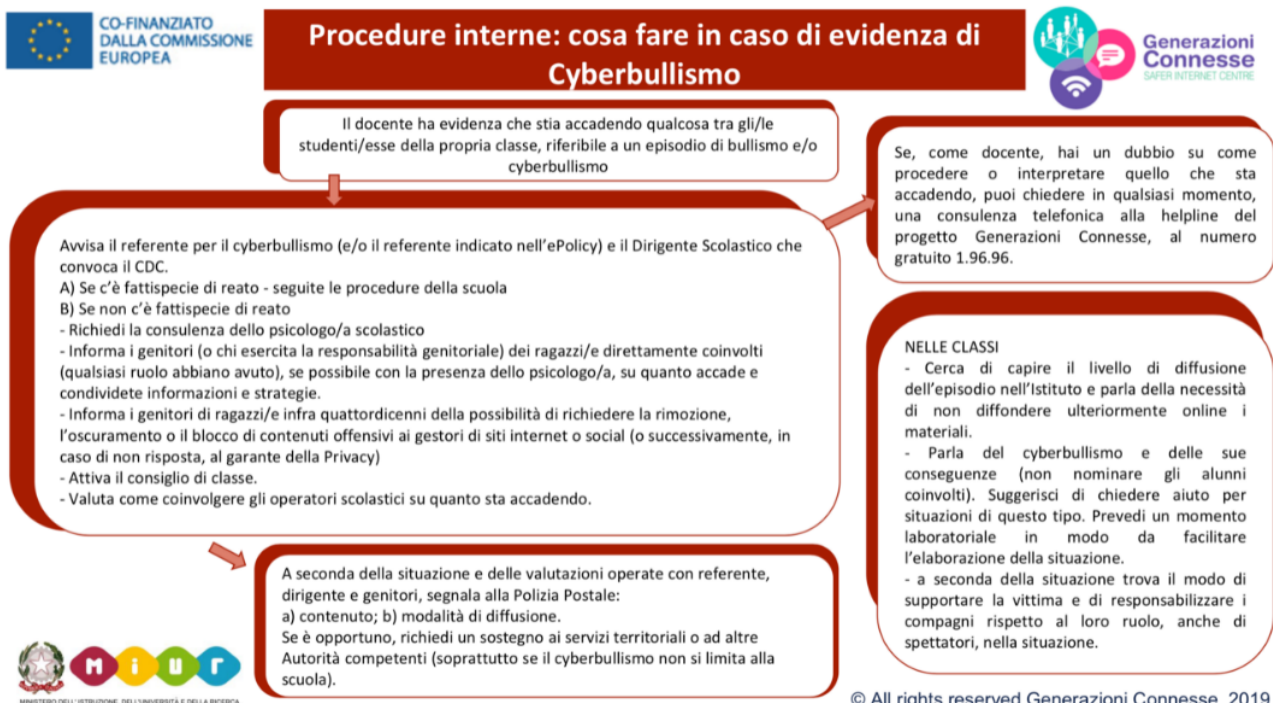 CO-FINANZIATO
DALLA COMMISSIONE
EUROPEA
Procedure interne: cosa fare in caso di evidenza di
Cyberbullismo
Generazioni
Connesse
SAFER INTERNET CENTRE
Il docente ha evidenza che stia accadendo qualcosa tra gli/le
studenti/esse della propria classe, riferibile a un episodio di bullismo e/o
cyberbullismo
Se, come docente, hai un dubbio su come
procedere o interpretare quello che sta
accadendo, puoi chiedere in qualsiasi momento,
una consulenza telefonica alla helpline del
progetto Generazioni Connesse, al numero
gratuito 1.96.96.
Avvisa il referente per il cyberbullismo (e/o il referente indicato nell'ePolicy) e il Dirigente Scolastico che
convoca il CDC.
A) Se c'è fattispecie di reato - seguite le procedure della scuola
B) Se non c'è fattispecie di reato
- Richiedi la consulenza dello psicologo/a scolastico
- Informa i genitori (o chi esercita la responsabilità genitoriale) dei ragazzi/e direttamente coinvolti
(qualsiasi ruolo abbiano avuto), se possibile con la presenza dello psicologo/a, su quanto accade e
condividete informazioni e strategie.
- Informa i genitori di ragazzi/e infra quattordicenni della possibilità di richiedere la rimozione,
l'oscuramento o il blocco di contenuti offensivi ai gestori di siti internet o social (o successivamente, in
caso di non risposta, al garante della Privacy)
- Attiva il consiglio di classe.
- Valuta come coinvolgere gli operatori scolastici su quanto sta accadendo.
NELLE CLASSI
- Cerca di capire il livello di diffusione
dell'episodio nell'Istituto e parla della necessità
di non diffondere ulteriormente online i
materiali.
- Parla del cyberbullismo e delle sue
conseguenze (non nominare gli alunni
coinvolti). Suggerisci di chiedere aiuto per
situazioni di questo tipo. Prevedi un momento
laboratoriale in modo da facilitare
l'elaborazione della situazione.
- a seconda della situazione trova il modo di
supportare la vittima e di responsabilizzare i
compagni rispetto al loro ruolo, anche di
spettatori, nella situazione.
A seconda della situazione e delle valutazioni operate con referente,
dirigente e genitori, segnala alla Polizia Postale:
a) contenuto; b) modalità di diffusione.
Se è opportuno, richiedi un sostegno ai servizi territoriali o ad altre
Autorità competenti (soprattutto se il cyberbullismo non si limita alla
scuola).
miur
MINISTERO DELL'ISTRUZIONE, DELL'UNIVERSITÀ E DELLA RICERCA
© All rights reserved Generazioni Connesse 2019